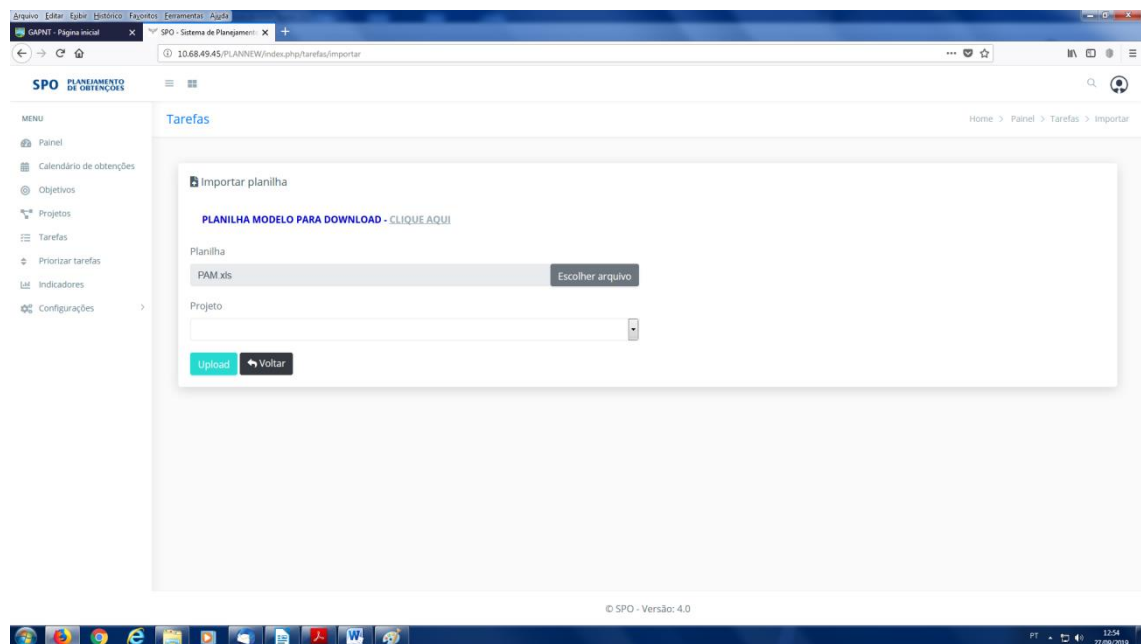 Arquivo Editar Exibir Histórico Favoritos Ferramentas Ajuda
GAPNT - Página inicial
SPO - Sistema de Planejament
10.68.49.45/PLANNEW/index.php/tarefas/importar
SPO PLANEJAMENTO DE OBTENÇÕES
MENU
Painel
Calendário de obtenções
Objetivos
Projetos
Tarefas
Priorizar tarefas
Indicadores
Configurações
Tarefas
Home > Painel > Tarefas > Importar
Importar planilha
PLANILHA MODELO PARA DOWNLOAD - CLIQUE AQUI
Planilha
PAM.xls
Escolher arquivo
Projeto
Upload
Voltar
© SPO - Versão: 4.0
PT
12:54
27/09/2019